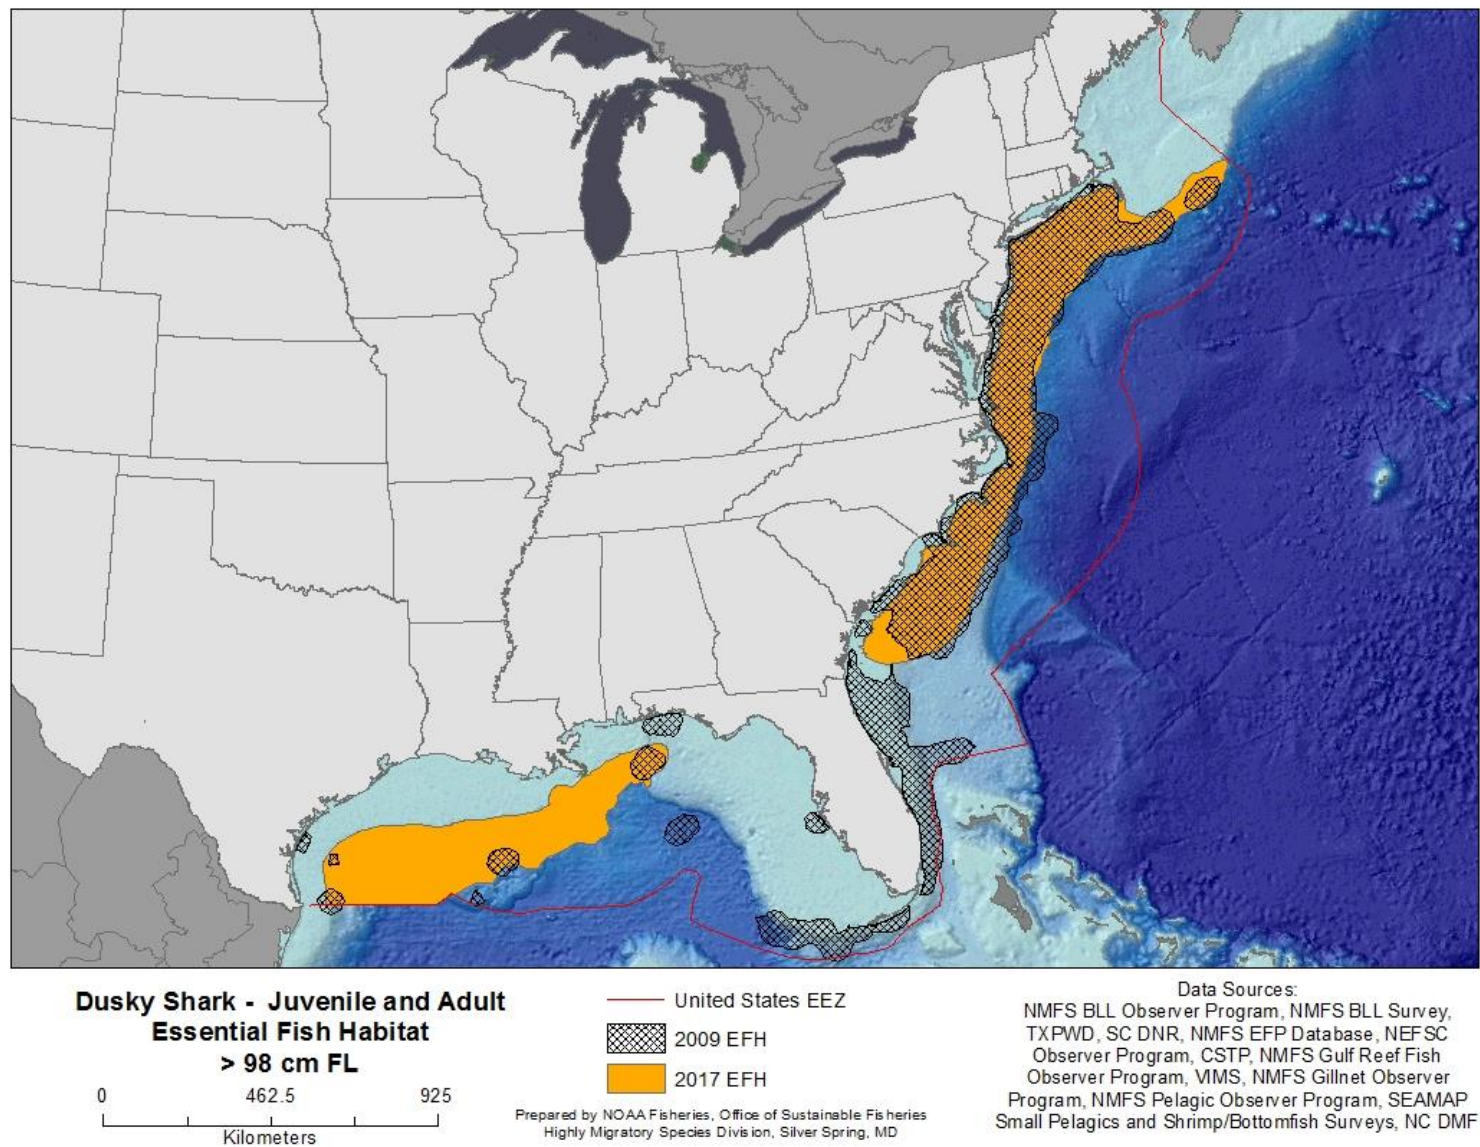 Dusky Shark - Juvenile and Adult
Essential Fish Habitat
> 98 cm FL
0 462.5 925
Kilometers
United States EEZ
2009 EFH
2017 EFH
Prepared by NOAA Fisheries, Office of Sustainable Fisheries
Highly Migratory Species Division, Silver Spring, MD
Data Sources:
NMFS BLL Observer Program, NMFS BLL Survey,
TXPWD, SC DNR, NMFS EFP Database, NEFSC
Observer Program, CSTP, NMFS Gulf Reef Fish
Observer Program, VIMS, NMFS Gillnet Observer
Program, NMFS Pelagic Observer Program, SEAMAP
Small Pelagics and Shrimp/Bottomfish Surveys, NC DMF